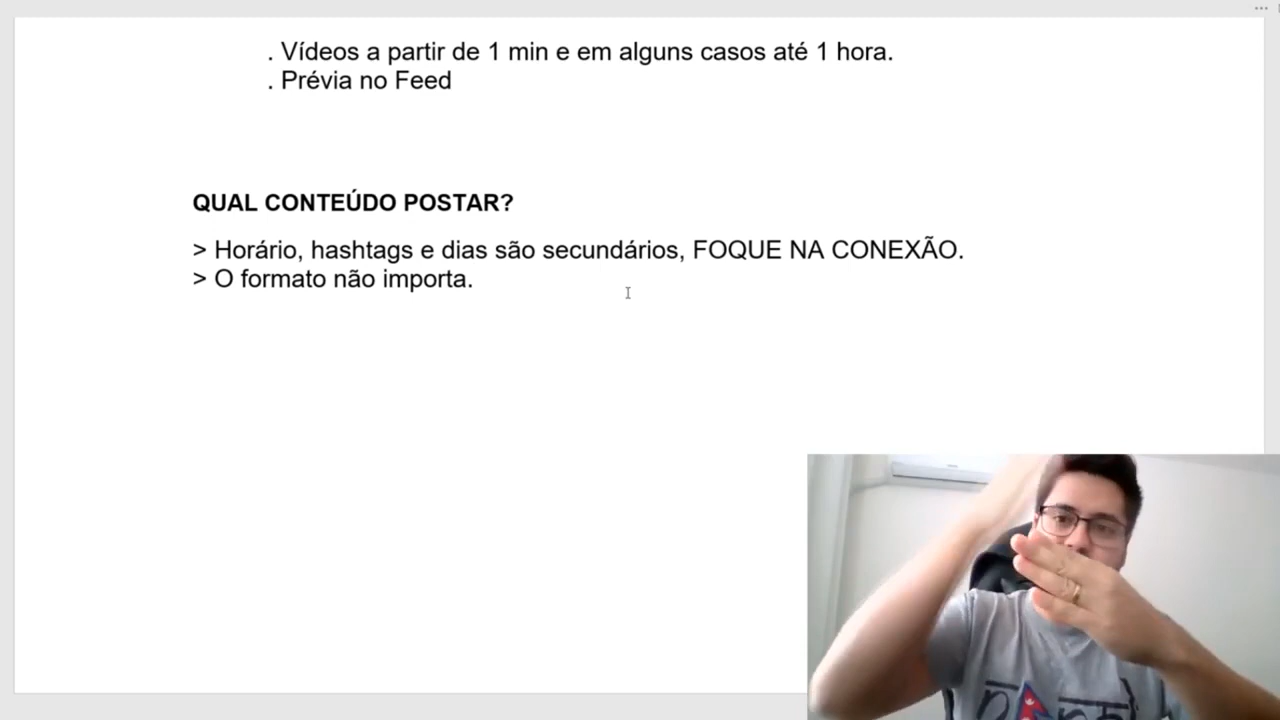 . Vídeos a partir de 1 min e em alguns casos até 1 hora.
. Prévia no Feed
QUAL CONTEÚDO POSTAR?
> Horário, hashtags e dias são secundários, FOQUE NA CONEXÃO.
> O formato não importa.